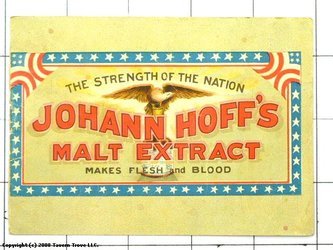 THE STRENGTH OF THE NATION
JOHANN HOFF'S
MALT EXTRACT
MAKES FLESH and BLOOD
Copyright (c) 2008 Tavern Trove LLC.